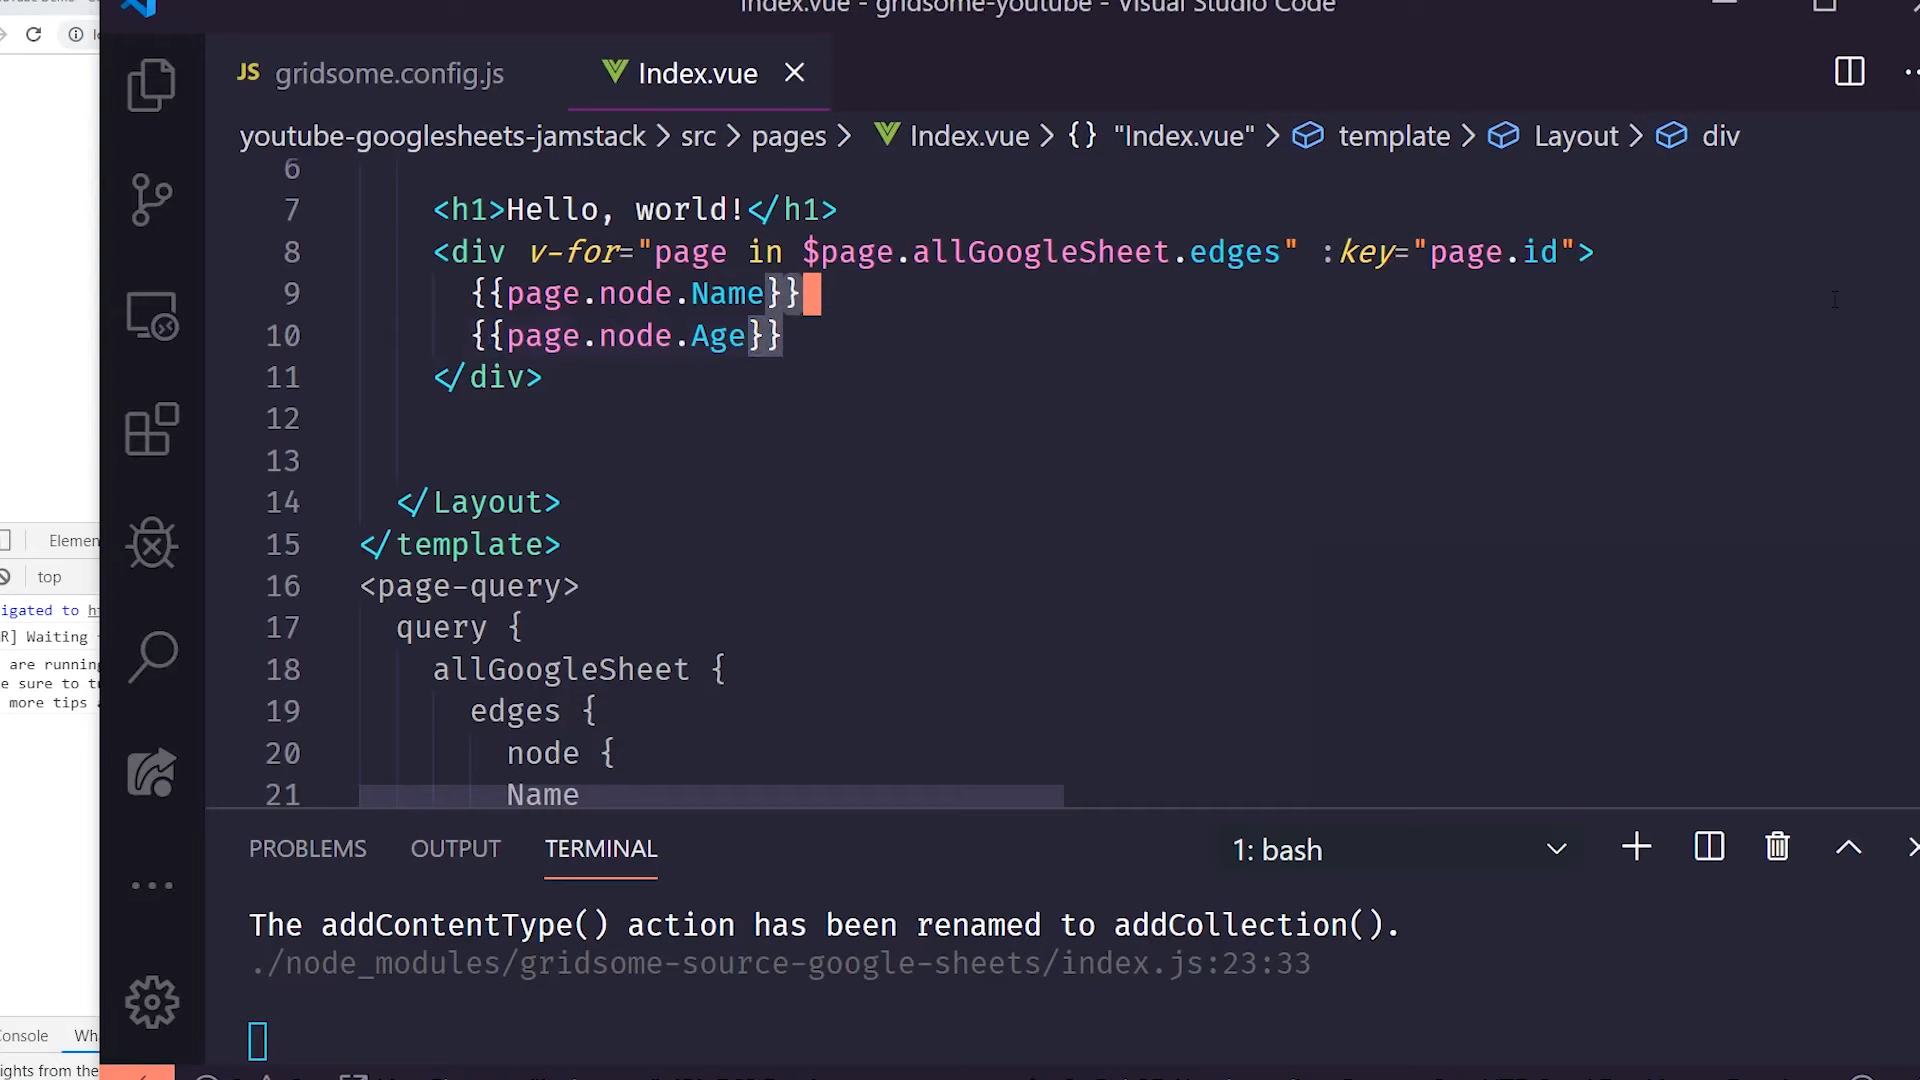 Index.vue - gridsome-youtube - Visual Studio Code
JS gridsome.config.js
Index.vue
youtube-googlesheets-jamstack > src > pages > Index.vue > {} "Index.vue" > template > Layout > div
6
7 <h1>Hello, world!</h1>
8 <div v-for="page in $page.allGoogleSheet.edges" :key="page.id">
9 {{page.node.Name}}
10 {{page.node.Age}}
11 </div>
12
13
14 </Layout>
15 </template>
16 <page-query>
17 query {
18 allGoogleSheet {
19 edges {
20 node {
21 Name
Elemen
top
igated to
R] Waiting
are running
e sure to
more tips
PROBLEMS
OUTPUT
TERMINAL
1: bash
The addContentType() action has been renamed to addCollection().
./node_modules/gridsome-source-google-sheets/index.js:23:33
Console
Wh
ights from the